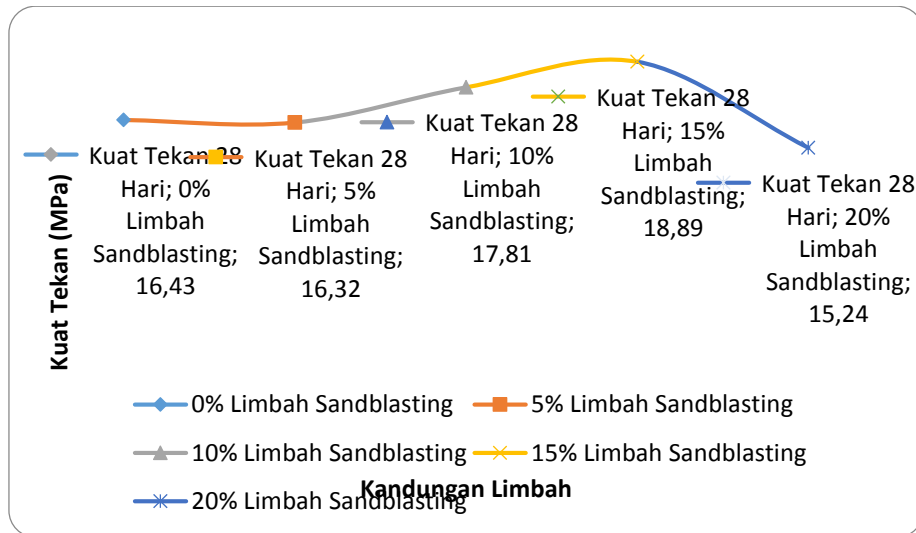 Kuat Tekan (MPa)
Kuat Tekan 28
Hari; 0%
Limbah
Sandblasting;
16,43
Kuat Tekan 28
Hari; 5%
Limbah
Sandblasting;
16,32
Kuat Tekan 28
Hari; 10%
Limbah
Sandblasting;
17,81
Kuat Tekan 28
Hari; 15%
Limbah
Sandblasting;
18,89
Kuat Tekan 28
Hari; 20%
Limbah
Sandblasting;
15,24
0% Limbah Sandblasting
5% Limbah Sandblasting
10% Limbah Sandblasting
15% Limbah Sandblasting
20% Limbah Sandblasting
Kandungan Limbah